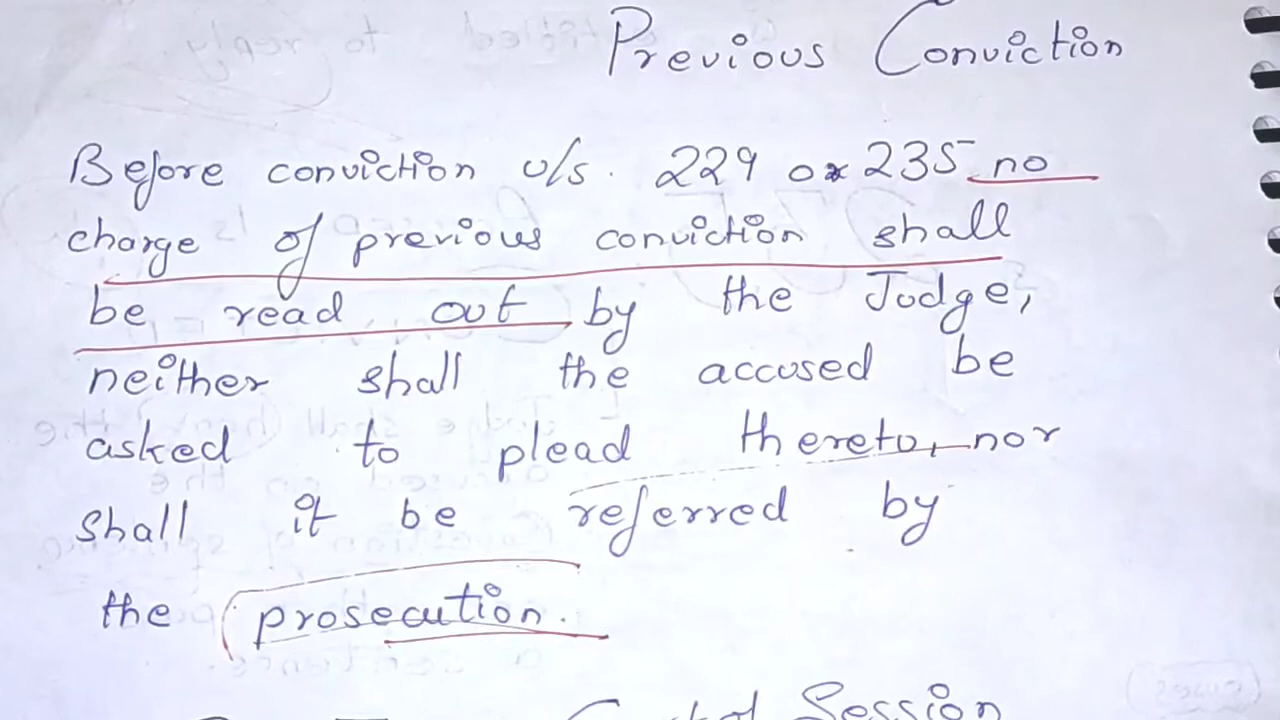 Previous Conviction
Before conviction u/s. 229 or 235 no
charge of previous conviction shall
be read out by the Judge,
neither shall the accused be
asked to plead thereto, nor
shall it be referred by
the prosecution.
Session